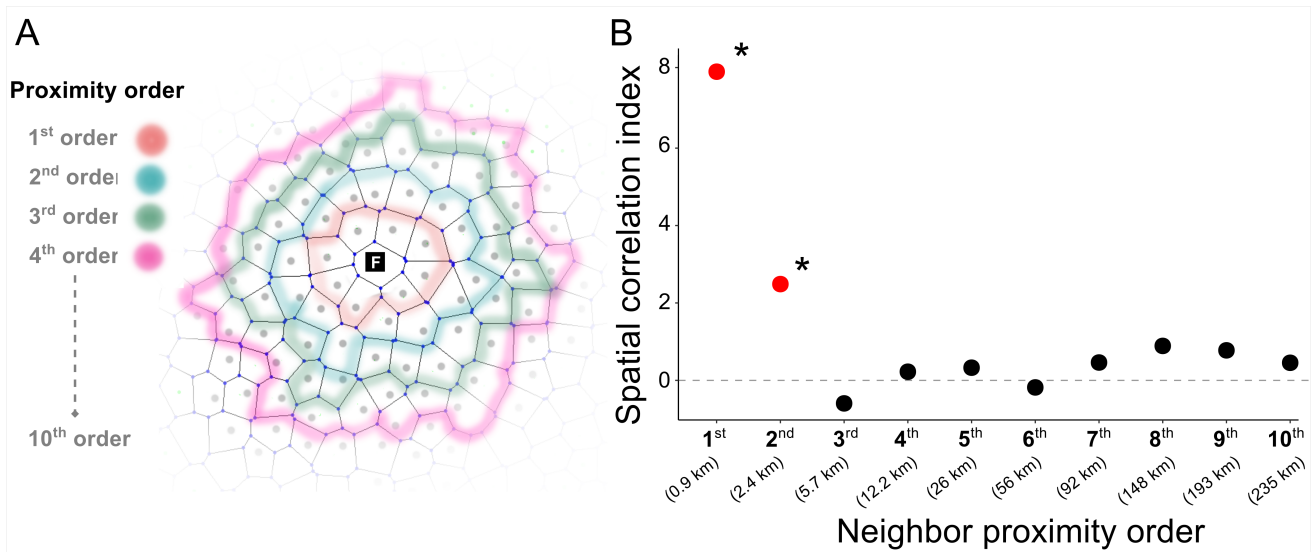 A
Proximity order
1st order
2nd order
3rd order
4th order
10th order
F
B
Spatial correlation index
8
6
4
2
0
*
*
1st 2nd 3rd 4th 5th 6th 7th 8th 9th 10th
(0.9 km) (2.4 km) (5.7 km) (12.2 km) (26 km) (56 km) (92 km) (148 km) (193 km) (235 km)
Neighbor proximity order